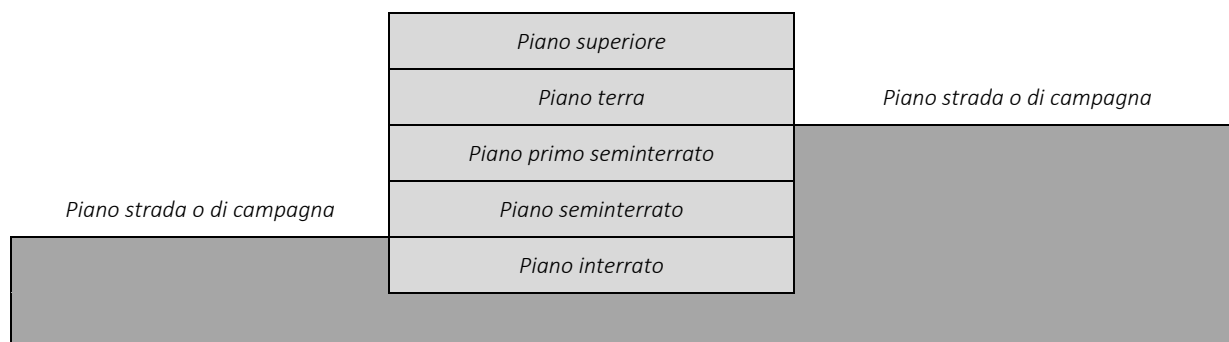 Piano superiore
Piano terra
Piano strada o di campagna
Piano primo seminterrato
Piano strada o di campagna
Piano seminterrato
Piano interrato